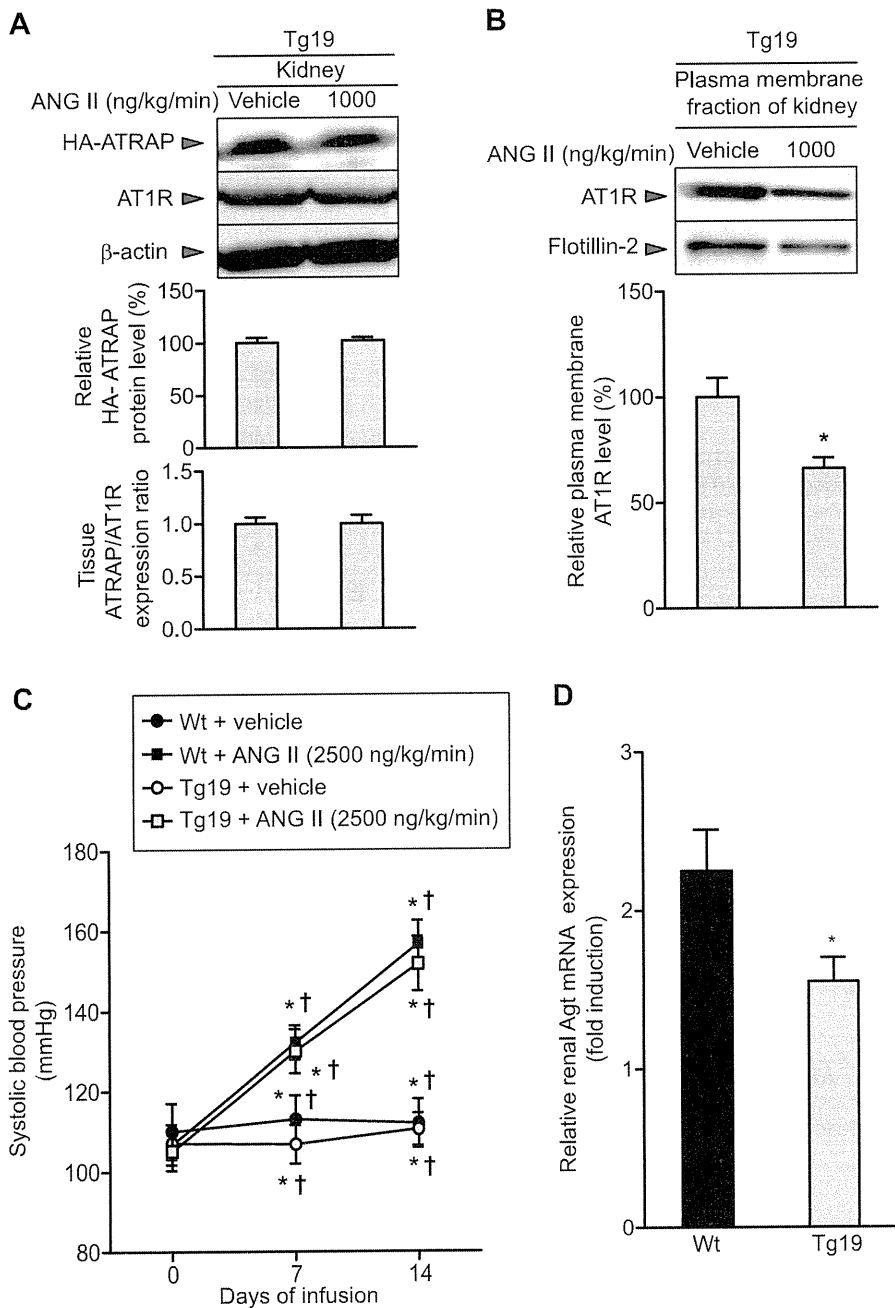 A
Tg19
Kidney
ANG II (ng/kg/min) Vehicle 1000
HA-ATRAP
AT1R
β-actin
Relative
HA- ATRAP
protein level (%)
150
100
50
0
Tissue
ATRAP/AT1R
expression ratio
1.5
1.0
0.5
0.0
B
Tg19
Plasma membrane
fraction of kidney
ANG II (ng/kg/min) Vehicle 1000
AT1R
Flotillin-2
Relative plasma membrane
AT1R level (%)
150
100
50
0
*
C
Wt + vehicle
Wt + ANG II (2500 ng/kg/min)
Tg19 + vehicle
Tg19 + ANG II (2500 ng/kg/min)
Systolic blood pressure
(mmHg)
180
160
140
120
100
80
* †
* †
* †
* †
* †
* †
* †
* †
0 7 14
Days of infusion
D
Relative renal Agt mRNA expression
(fold induction)
3
2
1
0
*
Wt Tg19